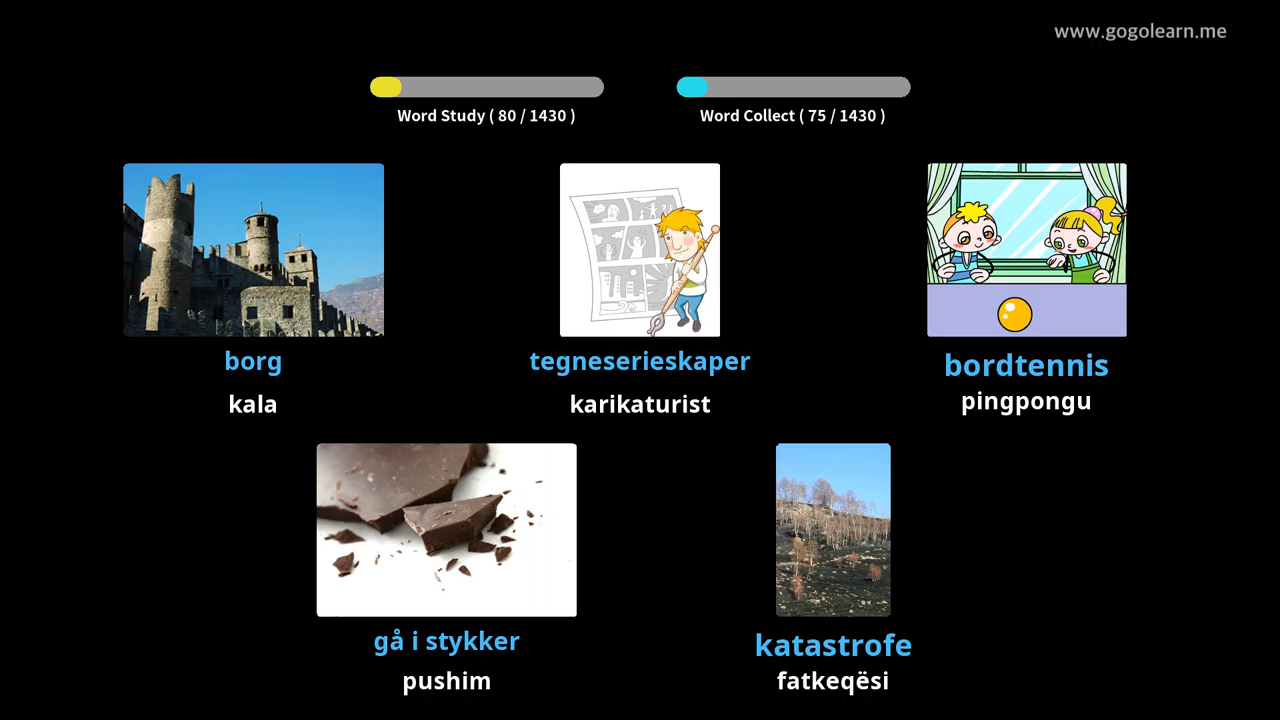 www.gogolearn.me
Word Study ( 80 / 1430 )
Word Collect ( 75 / 1430 )
borg
kala
tegneserieskaper
karikaturist
bordtennis
pingpongu
gå i stykker
pushim
katastrofe
fatkeqësi